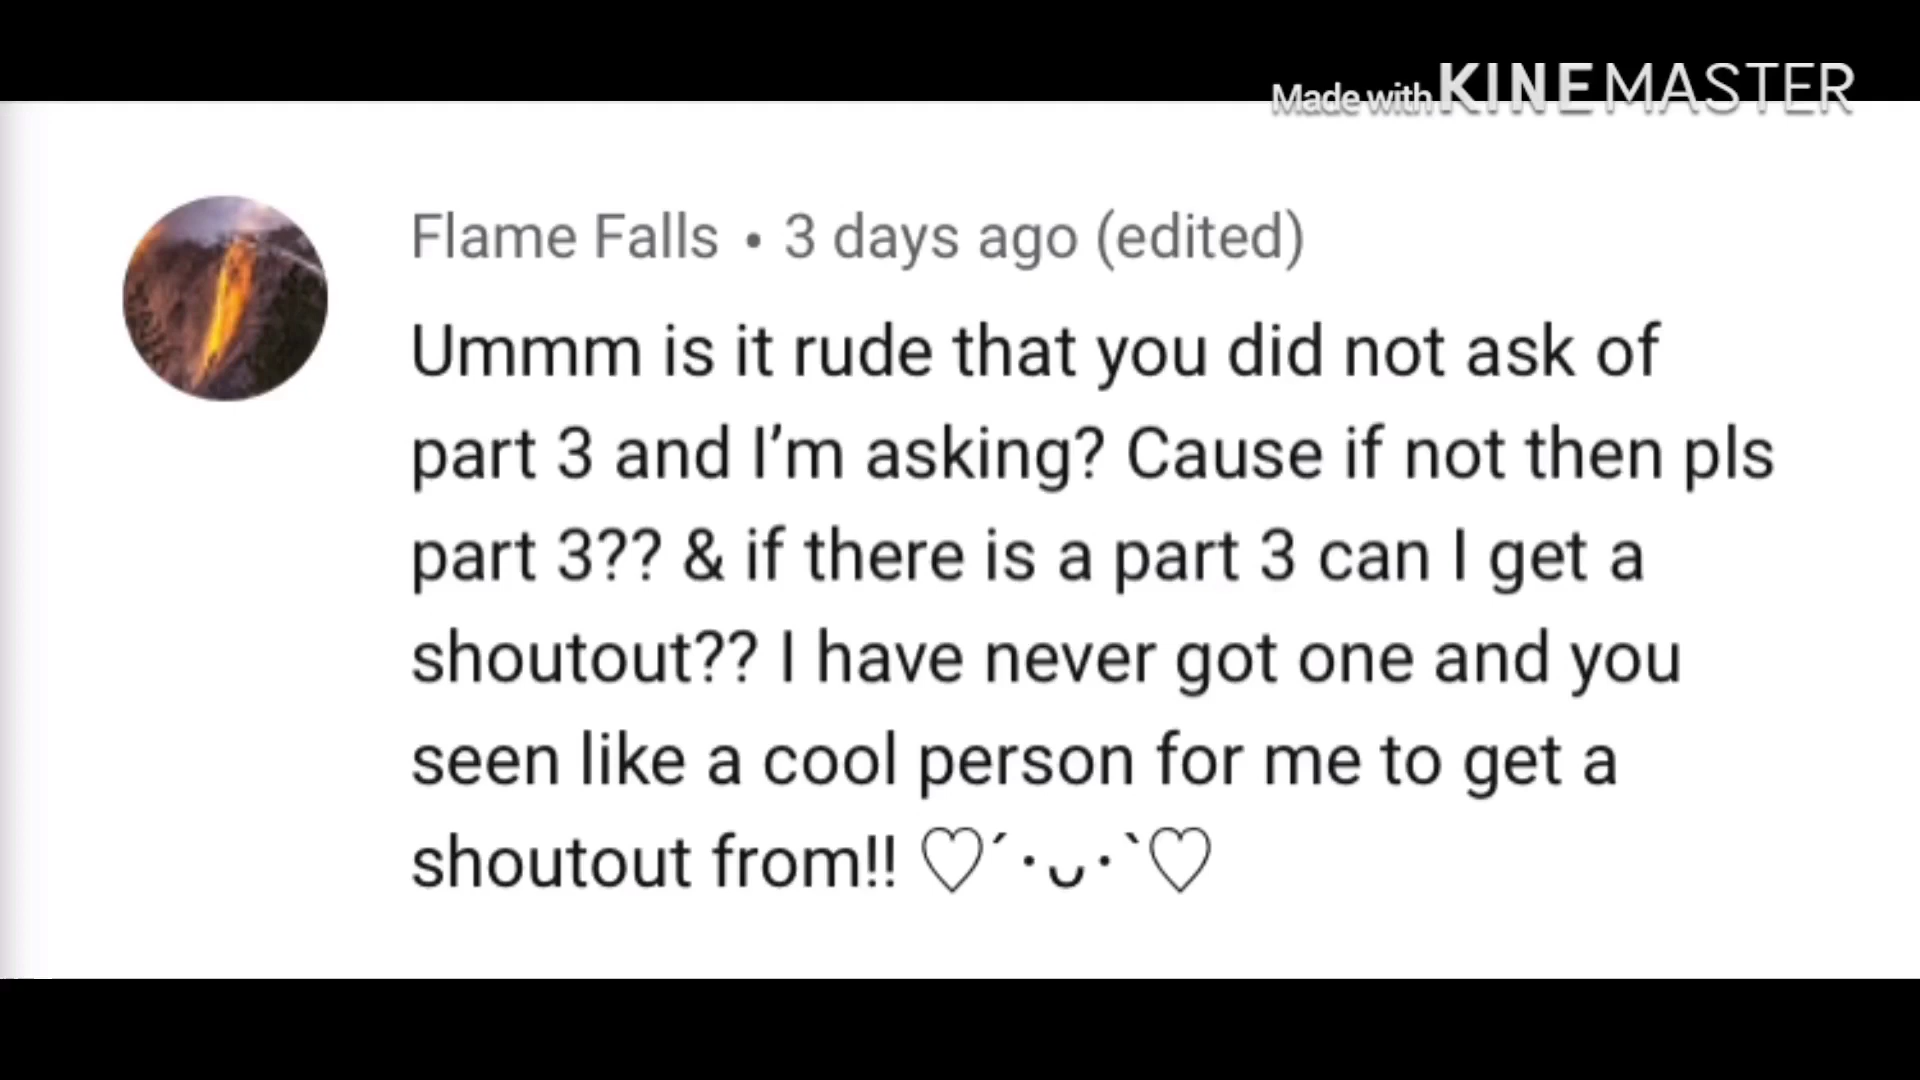 Made with KINEMASTER
Flame Falls • 3 days ago (edited)
Ummm is it rude that you did not ask of
part 3 and I’m asking? Cause if not then pls
part 3?? & if there is a part 3 can I get a
shoutout?? I have never got one and you
seen like a cool person for me to get a
shoutout from!! ♡´・ᴗ・`♡